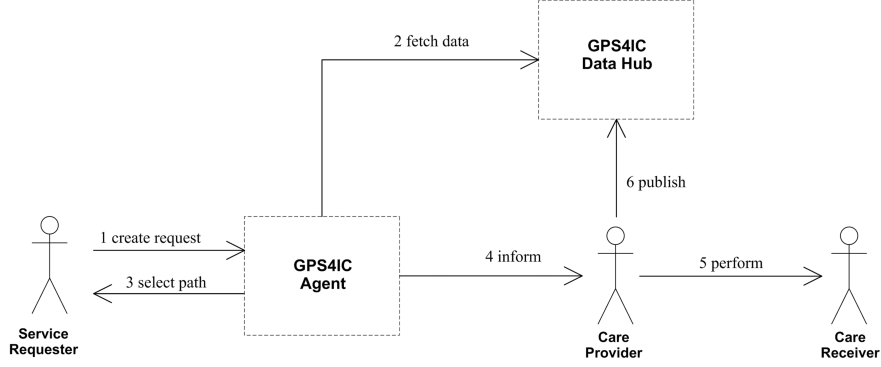 2 fetch data
GPS4IC
Data Hub
6 publish
1 create request
GPS4IC
Agent
4 inform
5 perform
3 select path
Service
Requester
Care
Provider
Care
Receiver